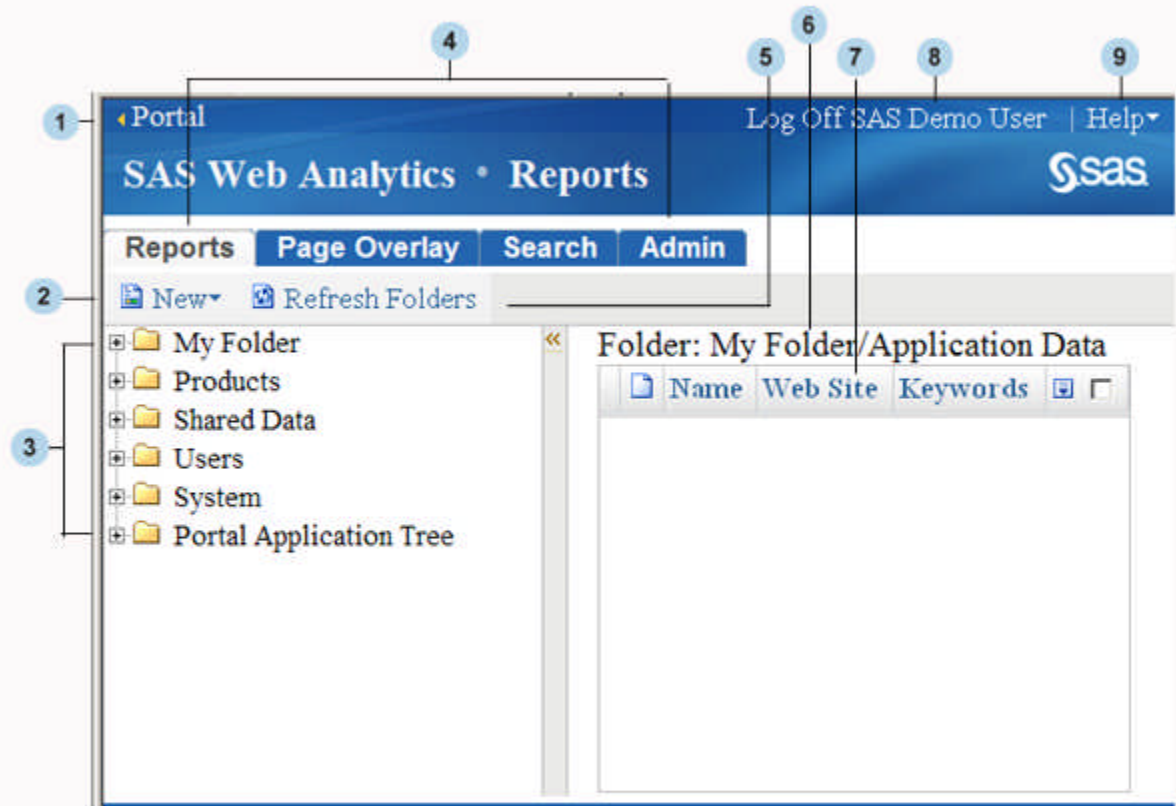 6
4
5
7
8
9
1
Portal
Log Off SAS Demo User | Help
SAS Web Analytics • Reports
sas
Reports
Page Overlay
Search
Admin
2
New
Refresh Folders
3
My Folder
Products
Shared Data
Users
System
Portal Application Tree
«
Folder: My Folder/Application Data
Name
Web Site
Keywords